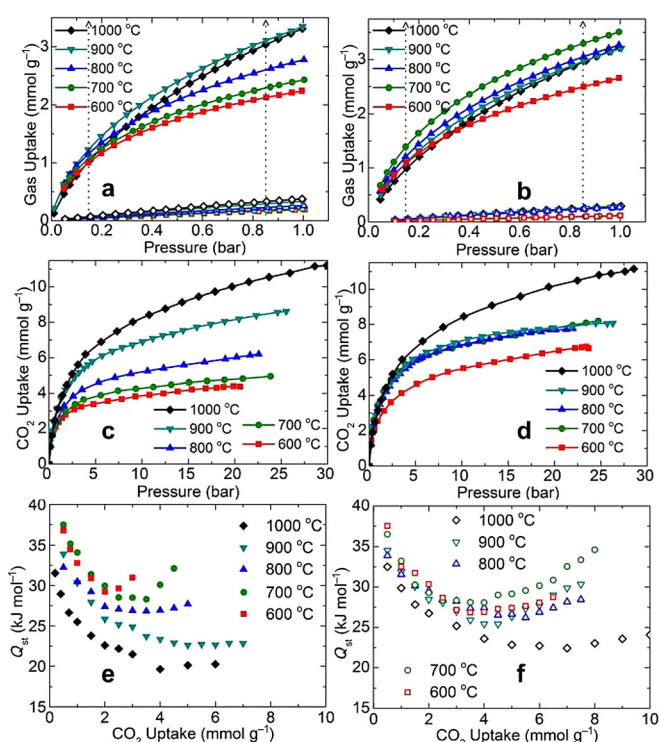 1000 °C
900 °C
800 °C
700 °C
600 °C
Gas Uptake (mmol g⁻¹)
3
2
1
0
0.0 0.2 0.4 0.6 0.8 1.0
Pressure (bar)
a
1000 °C
900 °C
800 °C
700 °C
600 °C
Gas Uptake (mmol g⁻¹)
3
2
1
0
0.0 0.2 0.4 0.6 0.8 1.0
Pressure (bar)
b
CO₂ Uptake (mmol g⁻¹)
10
8
6
4
2
0
0 5 10 15 20 25 30
Pressure (bar)
c
1000 °C
900 °C
800 °C
700 °C
600 °C
CO₂ Uptake (mmol g⁻¹)
10
8
6
4
2
0
0 5 10 15 20 25 30
Pressure (bar)
d
1000 °C
900 °C
800 °C
700 °C
600 °C
Qst (kJ mol⁻¹)
40
35
30
25
20
15
0 2 4 6 8 10
CO₂ Uptake (mmol g⁻¹)
e
1000 °C
900 °C
800 °C
700 °C
600 °C
Qst (kJ mol⁻¹)
40
35
30
25
20
15
0 2 4 6 8 10
CO₂ Uptake (mmol g⁻¹)
f
1000 °C
900 °C
800 °C
700 °C
600 °C